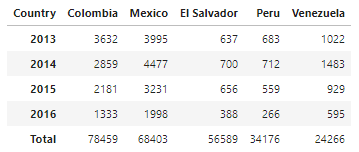 Country Colombia Mexico El Salvador Peru Venezuela
2013 3632 3995 637 683 1022
2014 2859 4477 700 712 1483
2015 2181 3231 656 559 929
2016 1333 1998 388 266 595
Total 78459 68403 56589 34176 24266